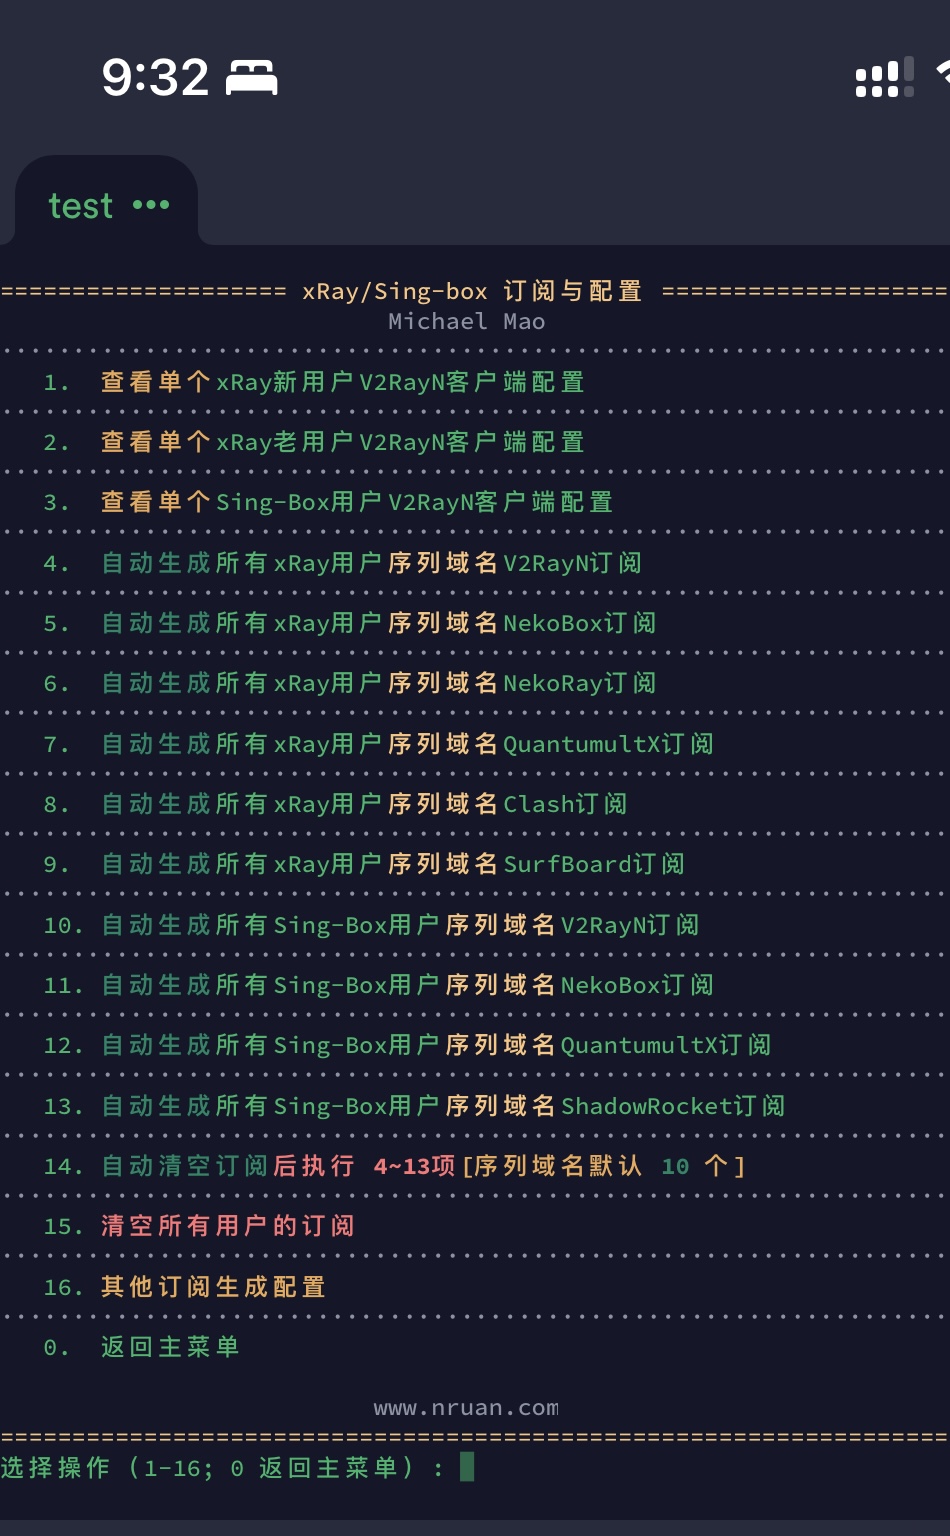 9:32
test •••
==================== xRay/Sing-box 订阅与配置 ====================
Michael Mao
1. 查看单个xRay新用户V2RayN客户端配置
2. 查看单个xRay老用户V2RayN客户端配置
3. 查看单个Sing-Box用户V2RayN客户端配置
4. 自动生成所有xRay用户序列域名V2RayN订阅
5. 自动生成所有xRay用户序列域名NekoBox订阅
6. 自动生成所有xRay用户序列域名NekoRay订阅
7. 自动生成所有xRay用户序列域名QuantumultX订阅
8. 自动生成所有xRay用户序列域名Clash订阅
9. 自动生成所有xRay用户序列域名SurfBoard订阅
10. 自动生成所有Sing-Box用户序列域名V2RayN订阅
11. 自动生成所有Sing-Box用户序列域名NekoBox订阅
12. 自动生成所有Sing-Box用户序列域名QuantumultX订阅
13. 自动生成所有Sing-Box用户序列域名ShadowRocket订阅
14. 自动清空订阅后执行 4~13项[序列域名默认 10 个]
15. 清空所有用户的订阅
16. 其他订阅生成配置
0. 返回主菜单
www.nruan.com
选择操作 (1-16; 0 返回主菜单) :